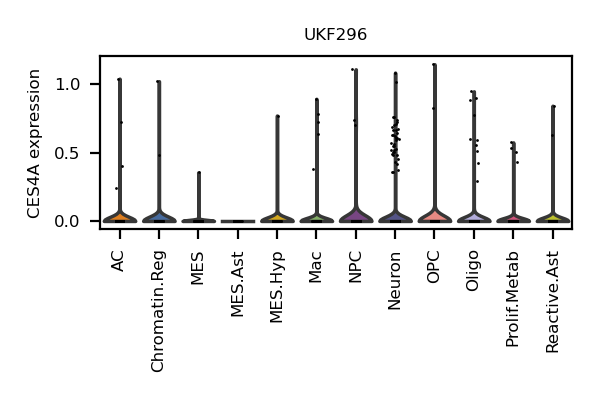 UKF296
CES4A expression
1.0
0.5
0.0
AC
Chromatin.Reg
MES
MES.Ast
MES.Hyp
Mac
NPC
Neuron
OPC
Oligo
Prolif.Metab
Reactive.Ast